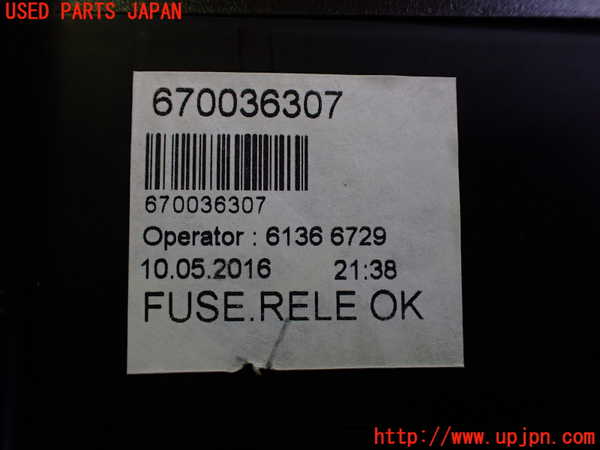 USED PARTS JAPAN
670036307
670036307
Operator : 6136 6729
10.05.2016 21:38
FUSE.RELE OK
http://www.upjpn.com/